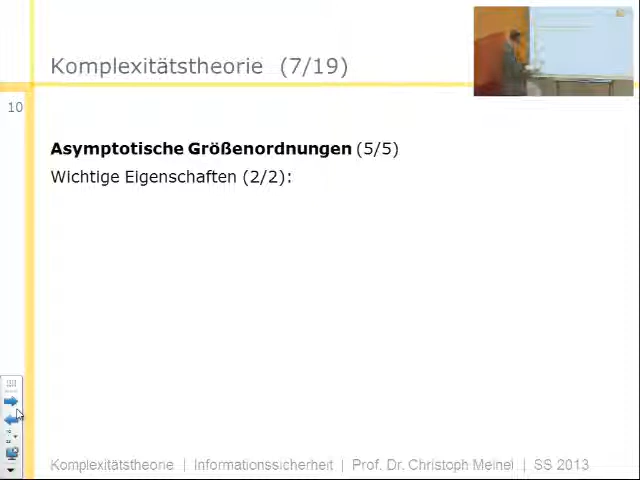 Komplexitätstheorie (7/19)
10
Asymptotische Größenordnungen (5/5)
Wichtige Eigenschaften (2/2):
Komplexitätstheorie | Informationssicherheit | Prof. Dr. Christoph Meinel | SS 2013